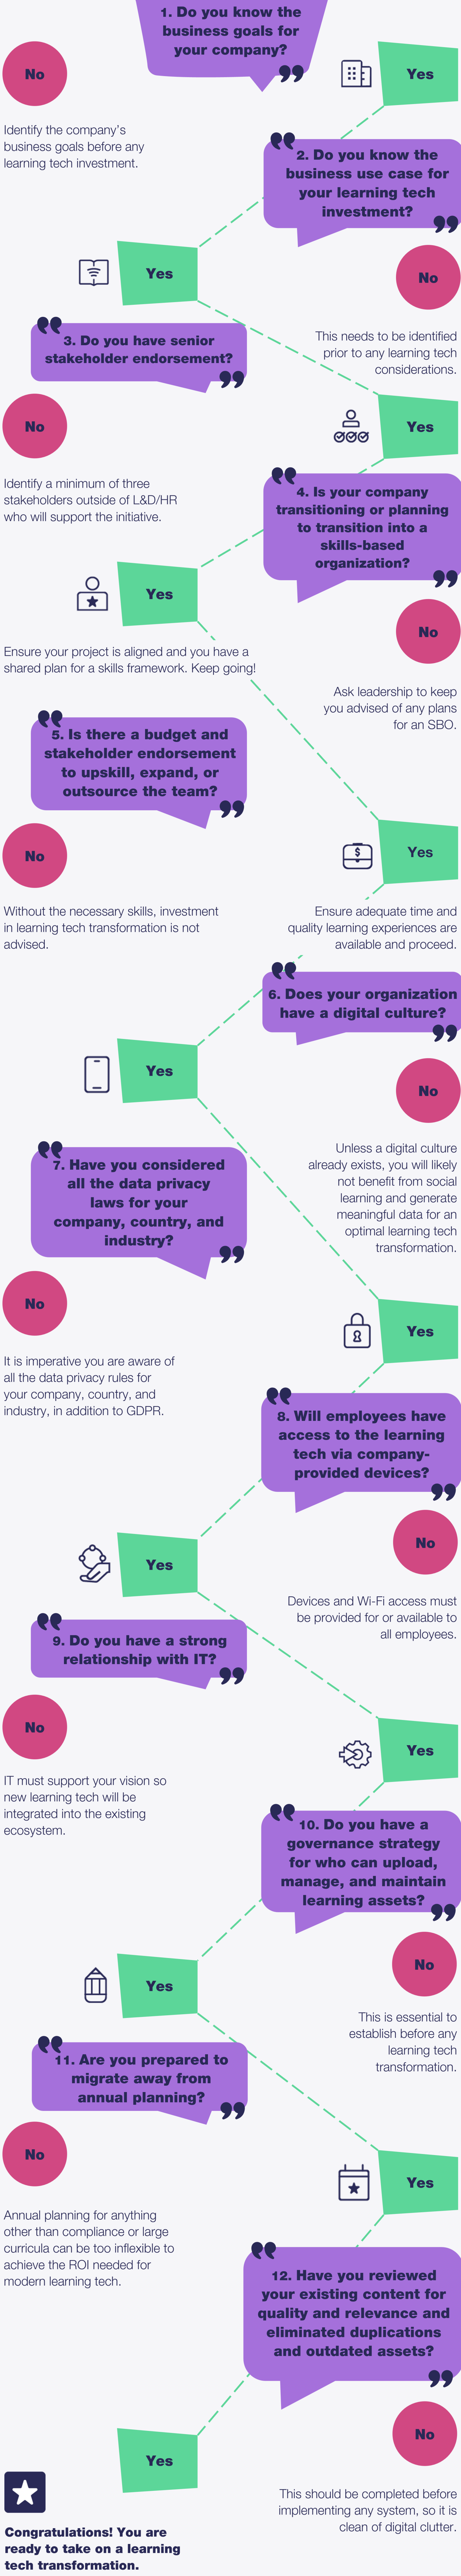 1. Do you know the
business goals for
your company?
No
Yes
Identify the company's
business goals before any
learning tech investment.
2. Do you know the
business use case for
your learning tech
investment?
Yes
No
This needs to be identified
prior to any learning tech
considerations.
3. Do you have senior
stakeholder endorsement?
No
Yes
Identify a minimum of three
stakeholders outside of L&D/HR
who will support the initiative.
4. Is your company
transitioning or planning
to transition into a
skills-based
organization?
Yes
No
Ensure your project is aligned and you have a
shared plan for a skills framework. Keep going!
Ask leadership to keep
you advised of any plans
for an SBO.
5. Is there a budget and
stakeholder endorsement
to upskill, expand, or
outsource the team?
No
Yes
Without the necessary skills, investment
in learning tech transformation is not
advised.
Ensure adequate time and
quality learning experiences are
available and proceed.
6. Does your organization
have a digital culture?
Yes
No
Unless a digital culture
already exists, you will likely
not benefit from social
learning and generate
meaningful data for an
optimal learning tech
transformation.
7. Have you considered
all the data privacy
laws for your
company, country, and
industry?
No
Yes
It is imperative you are aware of
all the data privacy rules for
your company, country, and
industry, in addition to GDPR.
8. Will employees have
access to the learning
tech via company-
provided devices?
Yes
No
Devices and Wi-Fi access must
be provided for or available to
all employees.
9. Do you have a strong
relationship with IT?
No
Yes
IT must support your vision so
new learning tech will be
integrated into the existing
ecosystem.
10. Do you have a
governance strategy
for who can upload,
manage, and maintain
learning assets?
Yes
No
This is essential to
establish before any
learning tech
transformation.
11. Are you prepared to
migrate away from
annual planning?
No
Yes
Annual planning for anything
other than compliance or large
curricula can be too inflexible to
achieve the ROI needed for
modern learning tech.
12. Have you reviewed
your existing content for
quality and relevance and
eliminated duplications
and outdated assets?
No
Yes
This should be completed before
implementing any system, so it is
clean of digital clutter.
Congratulations! You are
ready to take on a learning
tech transformation.